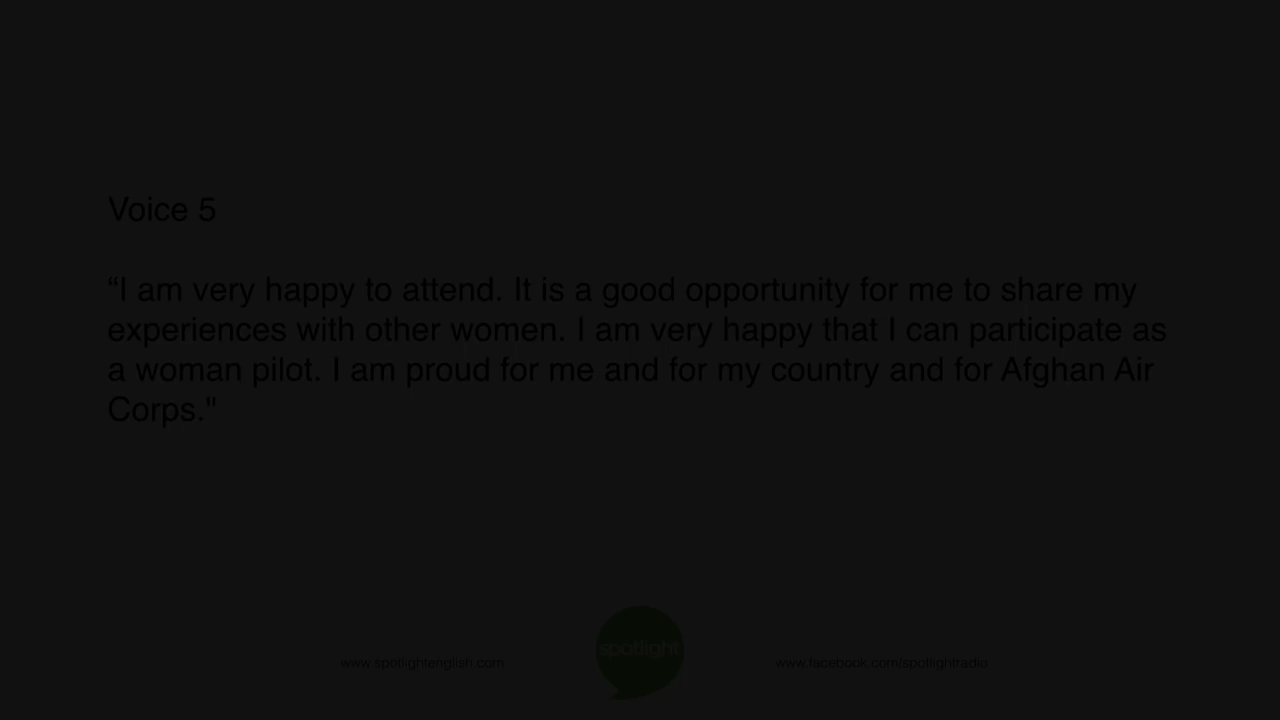 Voice 5
“I am very happy to attend. It is a good opportunity for me to share my
experiences with other women. I am very happy that I can participate as
a woman pilot. I am proud for me and for my country and for Afghan Air
Corps."
spotlight
www.spotlightenglish.com
www.facebook.com/spotlightradio